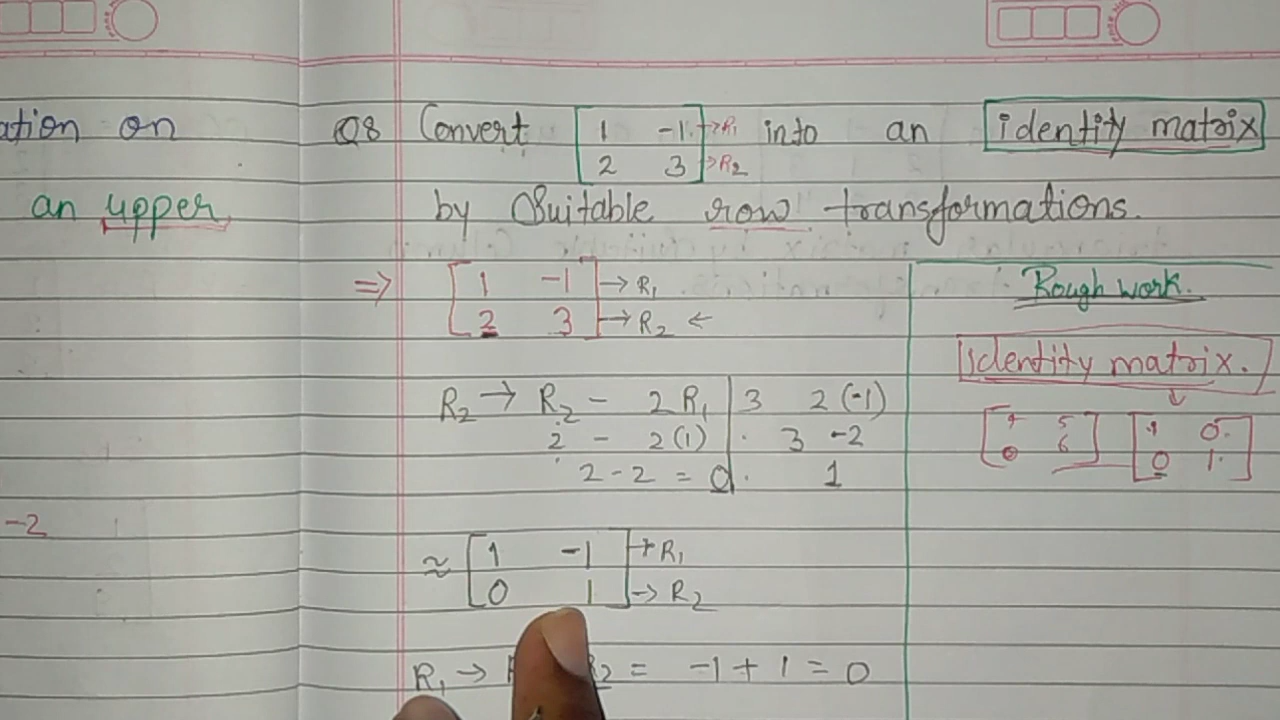 ation on
an upper
-2
Q8 Convert [ 1 -1 → R1 into an identity matrix
2 3 ] → R2
by Suitable row transformations.
⇒ [ 1 -1 ] → R1
[ 2 3 ] → R2 ←
R2 → R2 - 2 R1 | 3 2 (-1)
2 - 2(1) | 3 -2
2 - 2 = 0 | 1
≈ [ 1 -1 ] → R1
[ 0 1 ] → R2
R1 → R2 = -1 + 1 = 0
Rough work.
identity matrix.
↓
[ 4 5 ] [ 1 0 ]
[ 0 6 ] [ 0 1 ]